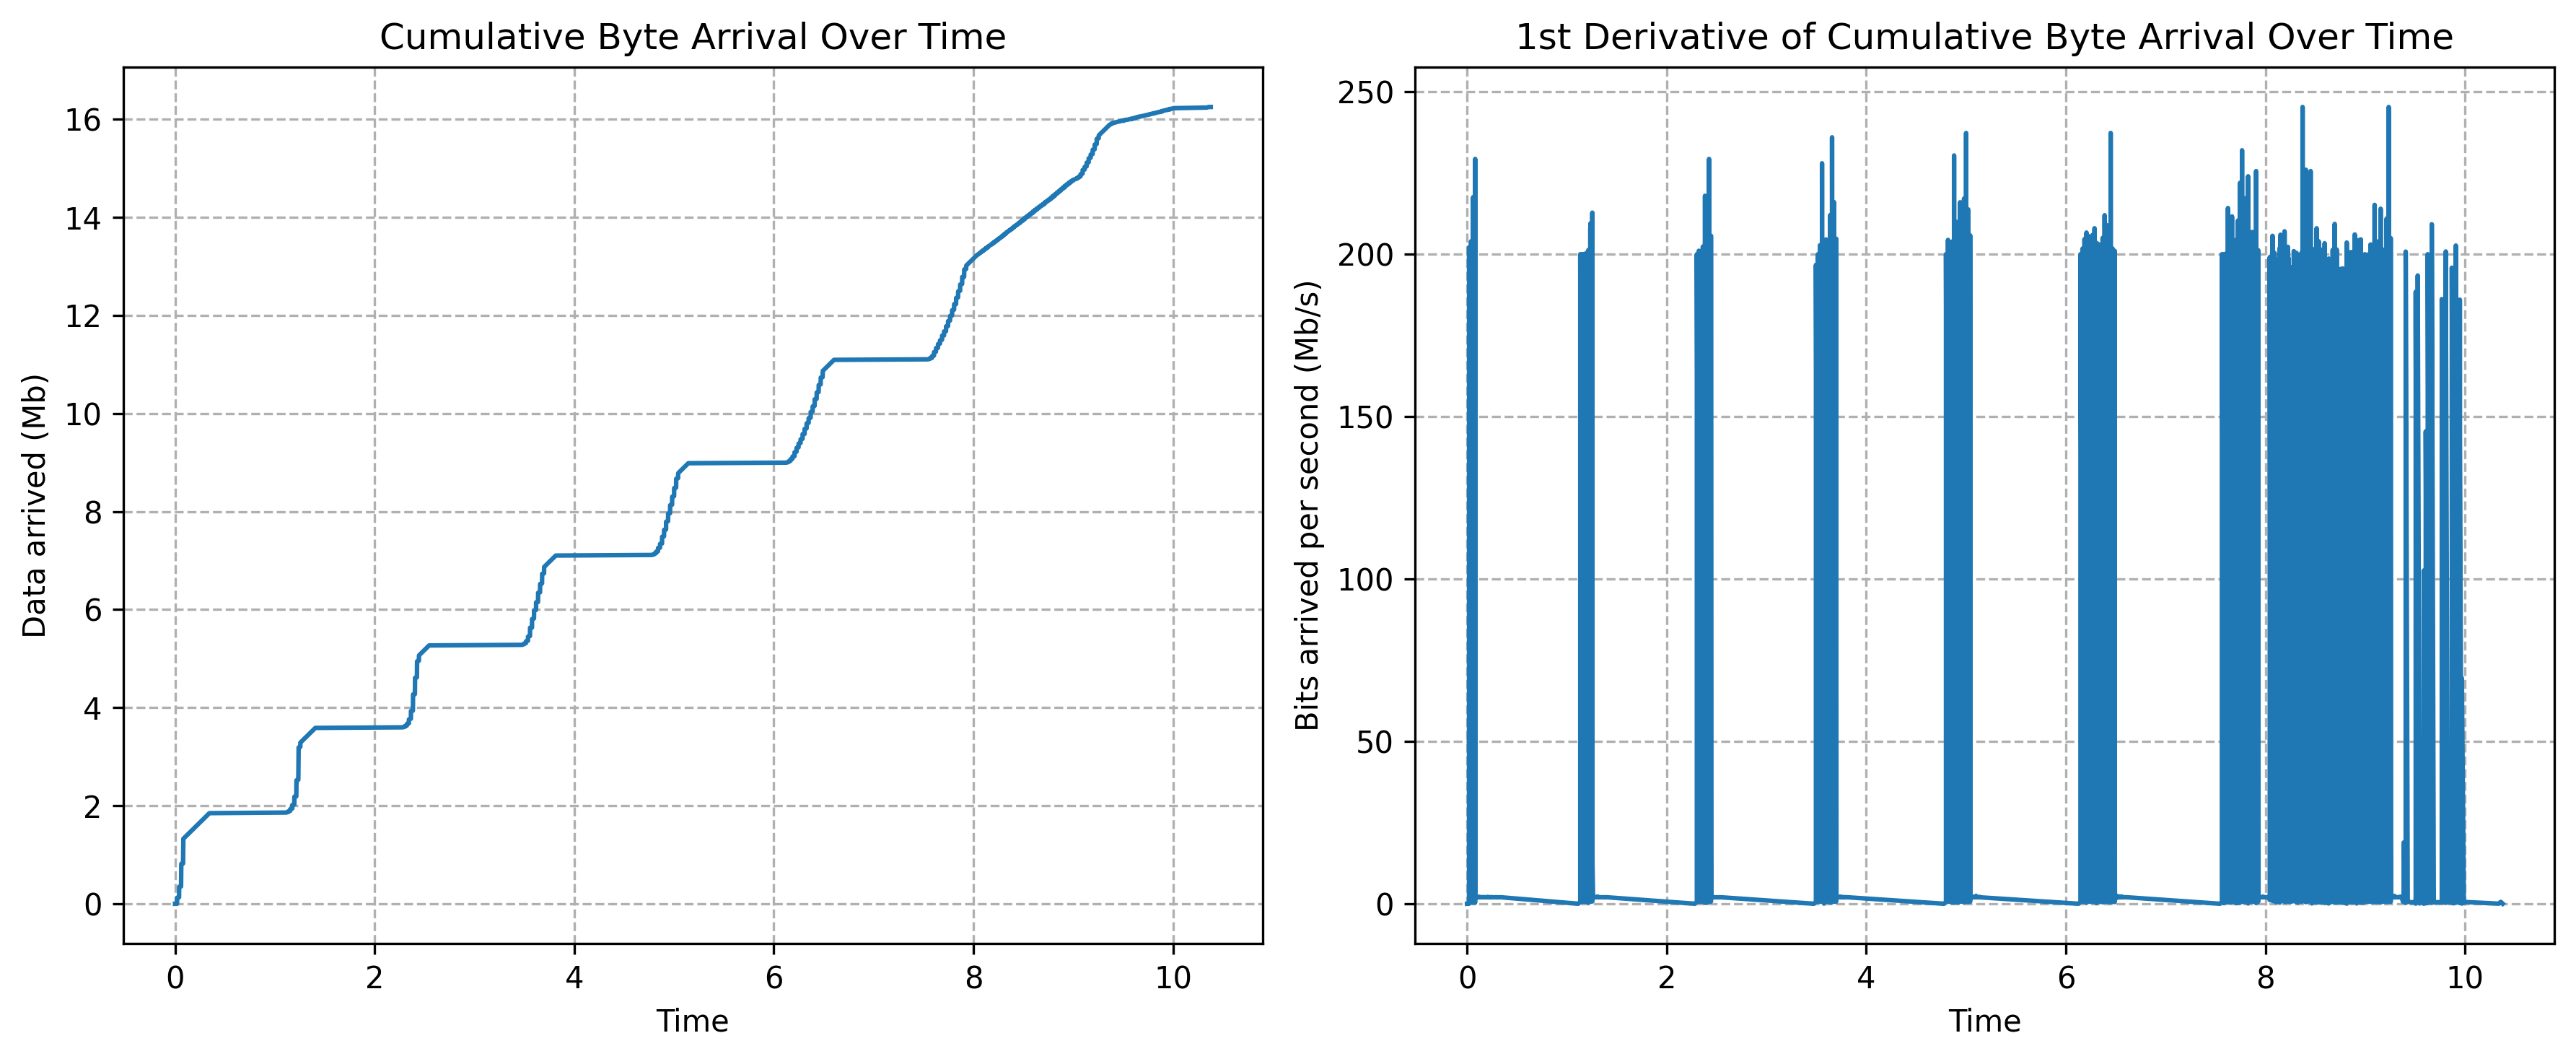 Cumulative Byte Arrival Over Time
Data arrived (Mb)
16
14
12
10
8
6
4
2
0
0 2 4 6 8 10
Time
1st Derivative of Cumulative Byte Arrival Over Time
Bits arrived per second (Mb/s)
250
200
150
100
50
0
0 2 4 6 8 10
Time